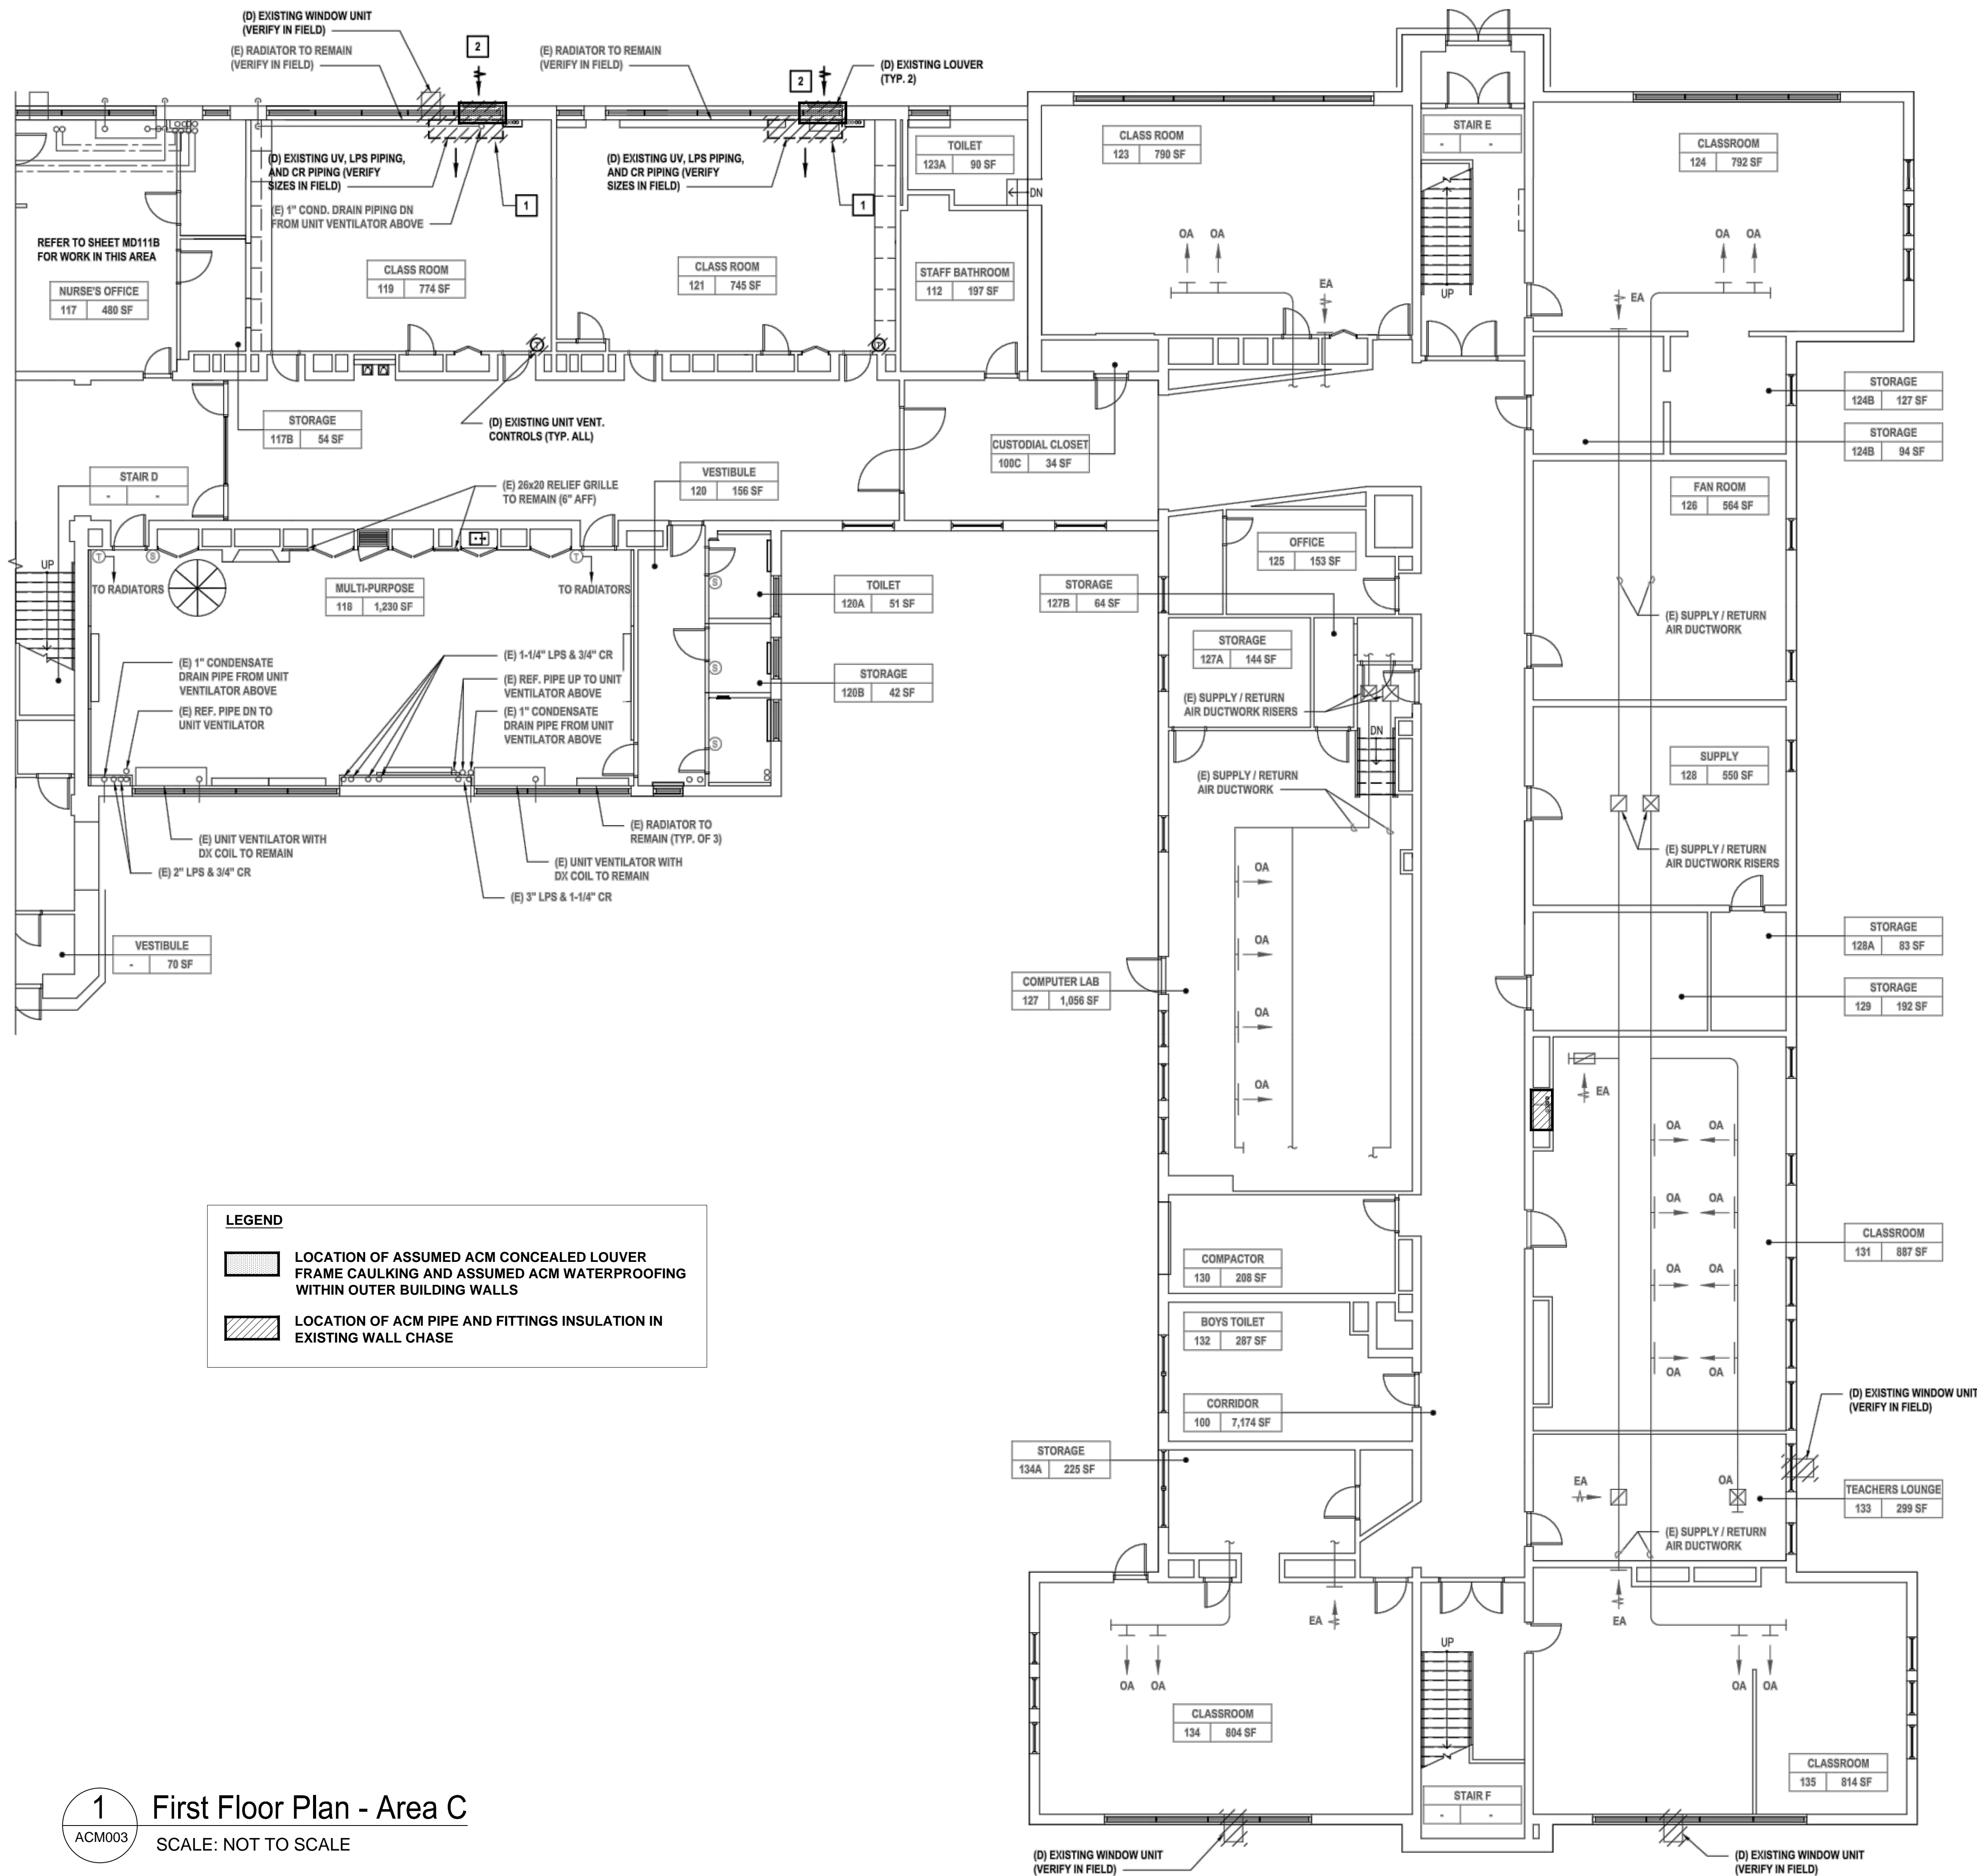 (D) EXISTING WINDOW UNIT
(VERIFY IN FIELD)
(E) RADIATOR TO REMAIN
(VERIFY IN FIELD)
2
(E) RADIATOR TO REMAIN
(VERIFY IN FIELD)
2
(D) EXISTING LOUVER
(TYP. 2)
(D) EXISTING UV, LPS PIPING,
AND CR PIPING (VERIFY
SIZES IN FIELD)
1
(E) 1" COND. DRAIN PIPING DN
FROM UNIT VENTILATOR ABOVE
(D) EXISTING UV, LPS PIPING,
AND CR PIPING (VERIFY
SIZES IN FIELD)
1
REFER TO SHEET MD111B
FOR WORK IN THIS AREA
NURSE'S OFFICE
117 480 SF
CLASS ROOM
119 774 SF
CLASS ROOM
121 745 SF
TOILET
123A 90 SF
DN
STAFF BATHROOM
112 197 SF
CLASS ROOM
123 790 SF
OA OA
EA
STAIR E
- -
UP
CLASSROOM
124 792 SF
OA OA
EA
STORAGE
124B 127 SF
STORAGE
124B 94 SF
STORAGE
117B 54 SF
(D) EXISTING UNIT VENT.
CONTROLS (TYP. ALL)
CUSTODIAL CLOSET
100C 34 SF
STAIR D
- -
VESTIBULE
120 156 SF
(E) 26x20 RELIEF GRILLE
TO REMAIN (6" AFF)
FAN ROOM
126 564 SF
OFFICE
125 153 SF
UP
T
S
T
TO RADIATORS
MULTI-PURPOSE
118 1,230 SF
TO RADIATORS
S
TOILET
120A 51 SF
STORAGE
127B 64 SF
(E) SUPPLY / RETURN
AIR DUCTWORK
STORAGE
127A 144 SF
(E) 1" CONDENSATE
DRAIN PIPE FROM UNIT
VENTILATOR ABOVE
(E) REF. PIPE DN TO
UNIT VENTILATOR
(E) 1-1/4" LPS & 3/4" CR
(E) REF. PIPE UP TO UNIT
VENTILATOR ABOVE
(E) 1" CONDENSATE
DRAIN PIPE FROM UNIT
VENTILATOR ABOVE
S
STORAGE
120B 42 SF
S
(E) SUPPLY / RETURN
AIR DUCTWORK RISERS
DN
(E) SUPPLY / RETURN
AIR DUCTWORK
SUPPLY
128 550 SF
(E) SUPPLY / RETURN
AIR DUCTWORK RISERS
(E) UNIT VENTILATOR WITH
DX COIL TO REMAIN
(E) 2" LPS & 3/4" CR
(E) RADIATOR TO
REMAIN (TYP. OF 3)
(E) UNIT VENTILATOR WITH
DX COIL TO REMAIN
(E) 3" LPS & 1-1/4" CR
VESTIBULE
- 70 SF
OA
OA
OA
OA
COMPUTER LAB
127 1,056 SF
STORAGE
128A 83 SF
STORAGE
129 192 SF
EA
OA OA
OA OA
OA OA
OA OA
CLASSROOM
131 887 SF
LEGEND
LOCATION OF ASSUMED ACM CONCEALED LOUVER
FRAME CAULKING AND ASSUMED ACM WATERPROOFING
WITHIN OUTER BUILDING WALLS
LOCATION OF ACM PIPE AND FITTINGS INSULATION IN
EXISTING WALL CHASE
COMPACTOR
130 208 SF
BOYS TOILET
132 287 SF
CORRIDOR
100 7,174 SF
(D) EXISTING WINDOW UNIT
(VERIFY IN FIELD)
STORAGE
134A 225 SF
EA
OA
TEACHERS LOUNGE
133 299 SF
(E) SUPPLY / RETURN
AIR DUCTWORK
EA
EA
OA OA
UP
OA OA
CLASSROOM
134 804 SF
CLASSROOM
135 814 SF
STAIR F
- -
(D) EXISTING WINDOW UNIT
(VERIFY IN FIELD)
(D) EXISTING WINDOW UNIT
(VERIFY IN FIELD)
1
ACM003
First Floor Plan - Area C
SCALE: NOT TO SCALE